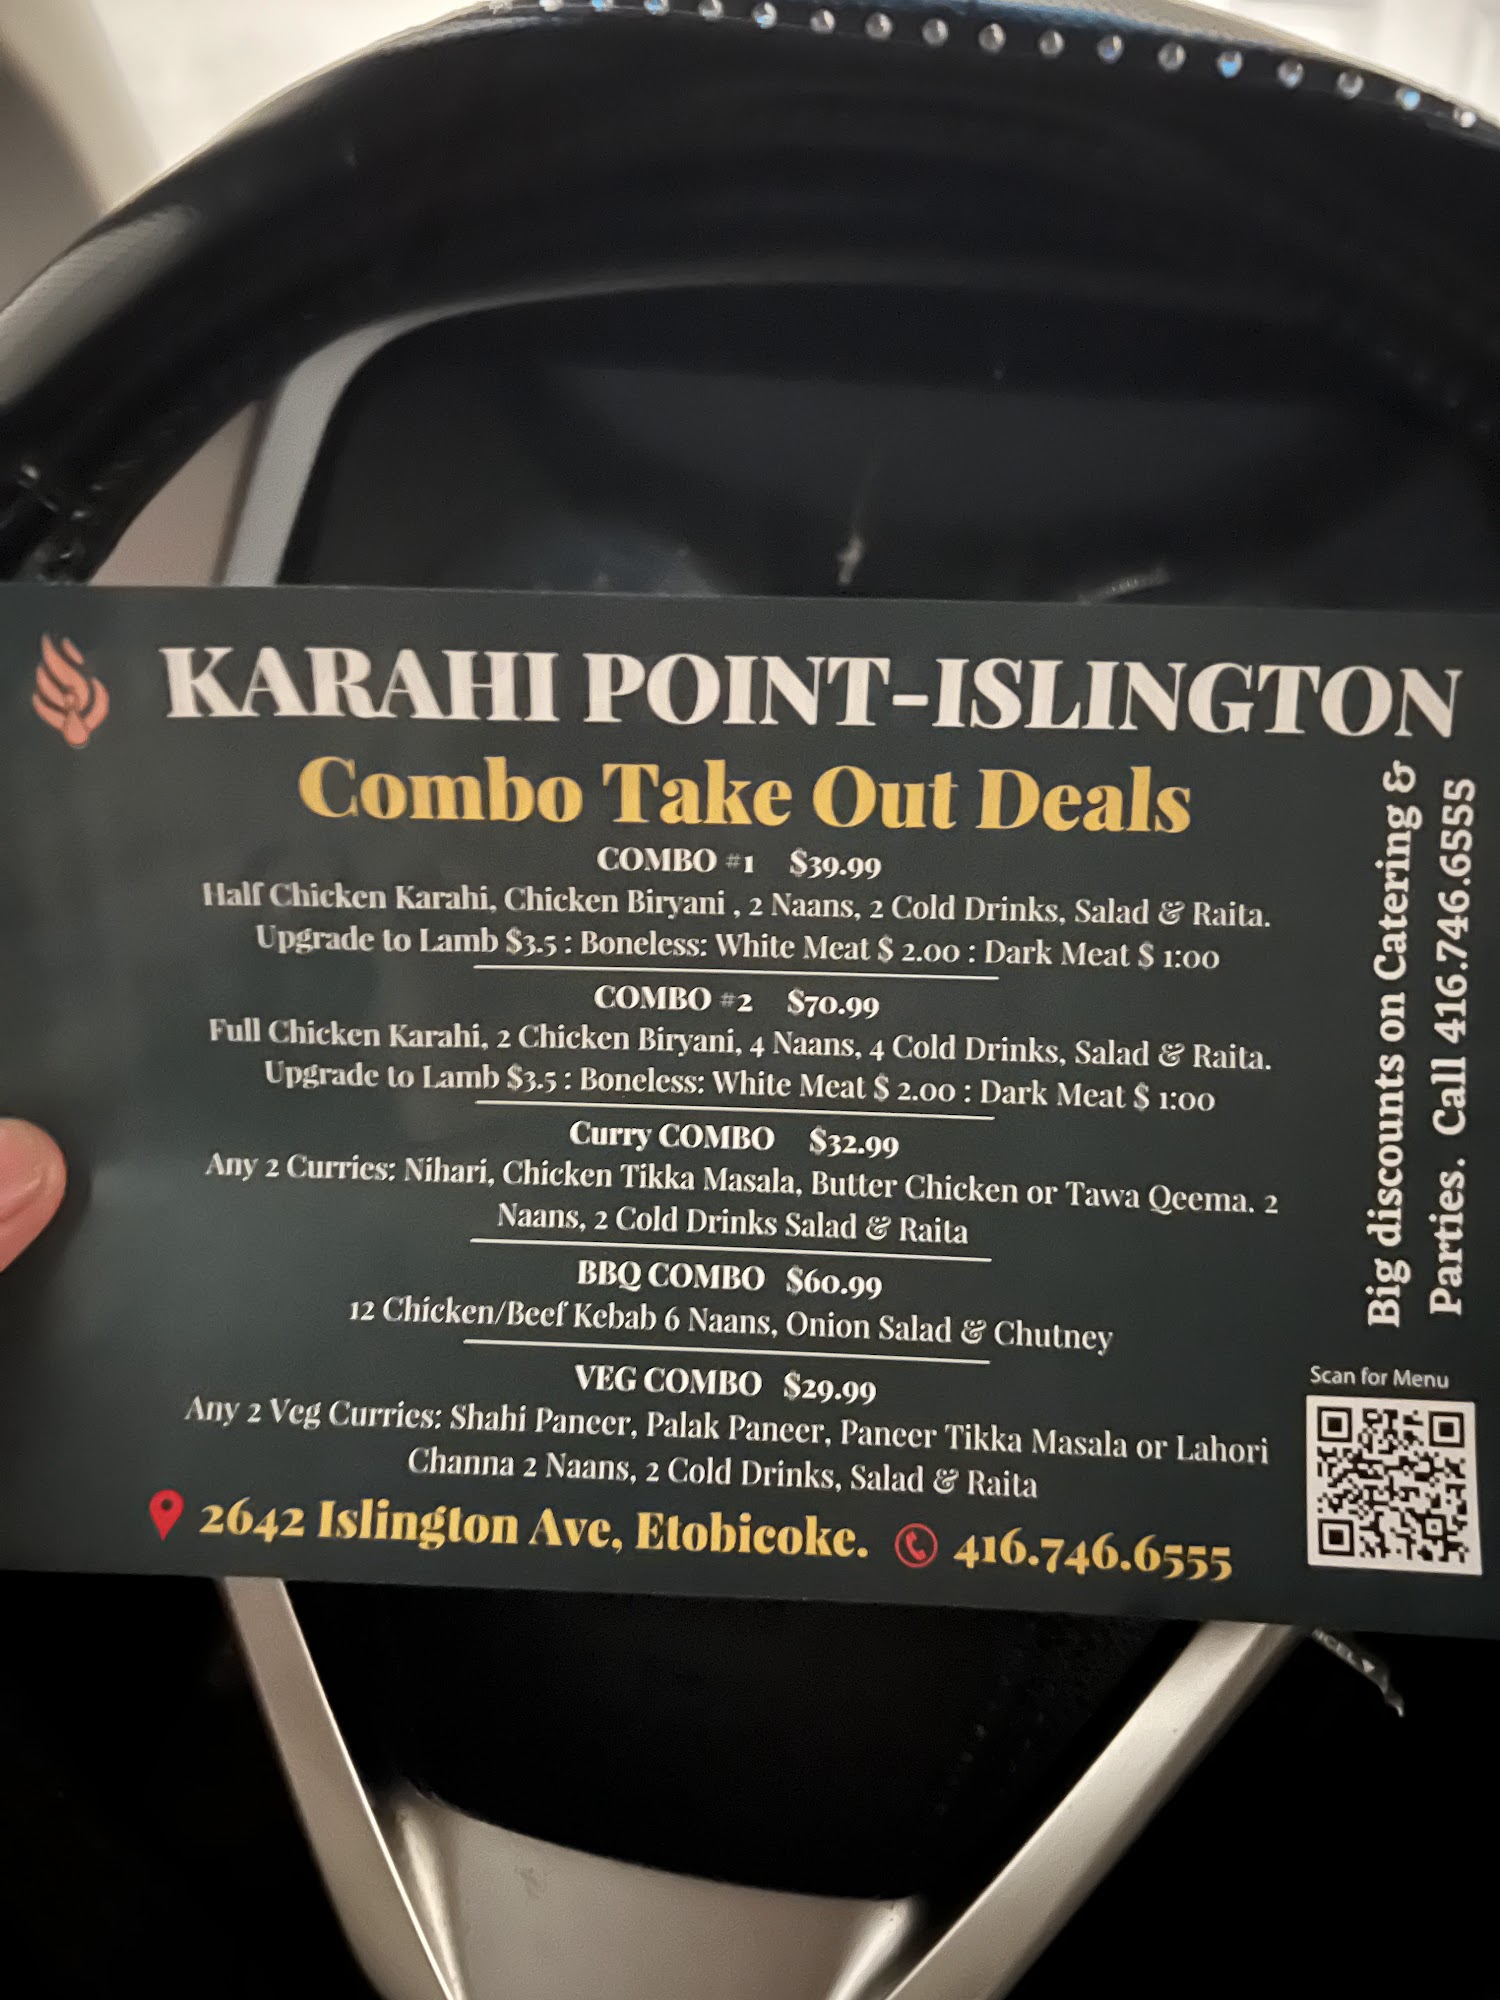 KARAHI POINT-ISLINGTON
Combo Take Out Deals
COMBO #1 $39.99
Half Chicken Karahi, Chicken Biryani , 2 Naans, 2 Cold Drinks, Salad & Raita.
Upgrade to Lamb $3.5 : Boneless: White Meat $ 2.00 : Dark Meat $ 1:00
COMBO #2 $70.99
Full Chicken Karahi, 2 Chicken Biryani, 4 Naans, 4 Cold Drinks, Salad & Raita.
Upgrade to Lamb $3.5 : Boneless: White Meat $ 2.00 : Dark Meat $ 1:00
Curry COMBO $32.99
Any 2 Curries: Nihari, Chicken Tikka Masala, Butter Chicken or Tawa Qeema. 2
Naans, 2 Cold Drinks Salad & Raita
BBQ COMBO $60.99
12 Chicken/Beef Kebab 6 Naans, Onion Salad & Chutney
VEG COMBO $29.99
Any 2 Veg Curries: Shahi Paneer, Palak Paneer, Paneer Tikka Masala or Lahori
Channa 2 Naans, 2 Cold Drinks, Salad & Raita
2642 Islington Ave, Etobicoke. 416.746.6555
Big discounts on Catering &
Parties. Call 416.746.6555
Scan for Menu